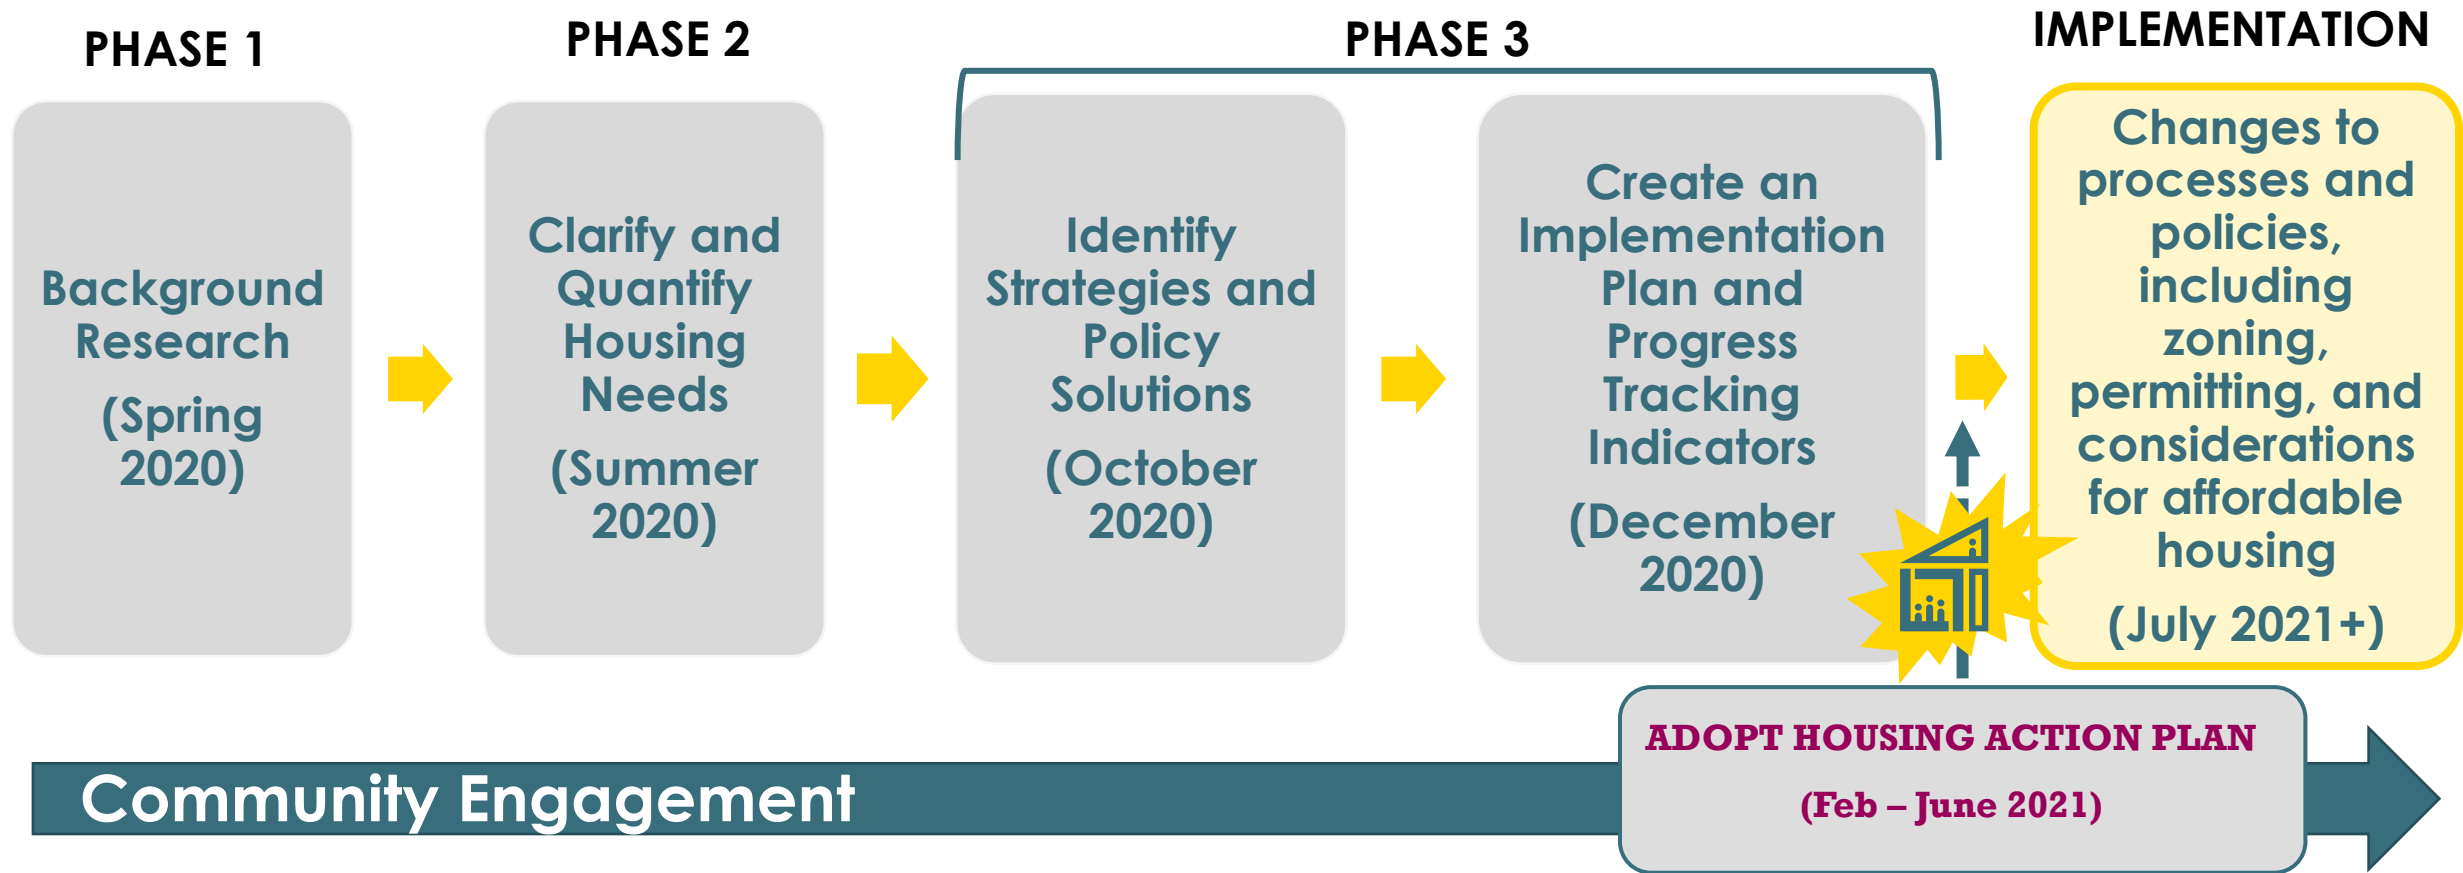 PHASE 1
Background
Research
(Spring
2020)
PHASE 2
Clarify and
Quantify
Housing
Needs
(Summer
2020)
PHASE 3
Identify
Strategies and
Policy
Solutions
(October
2020)
Create an
Implementation
Plan and
Progress
Tracking
Indicators
(December
2020)
IMPLEMENTATION
Changes to
processes and
policies,
including
zoning,
permitting, and
considerations
for affordable
housing
(July 2021+)
ADOPT HOUSING ACTION PLAN
(Feb – June 2021)
Community Engagement